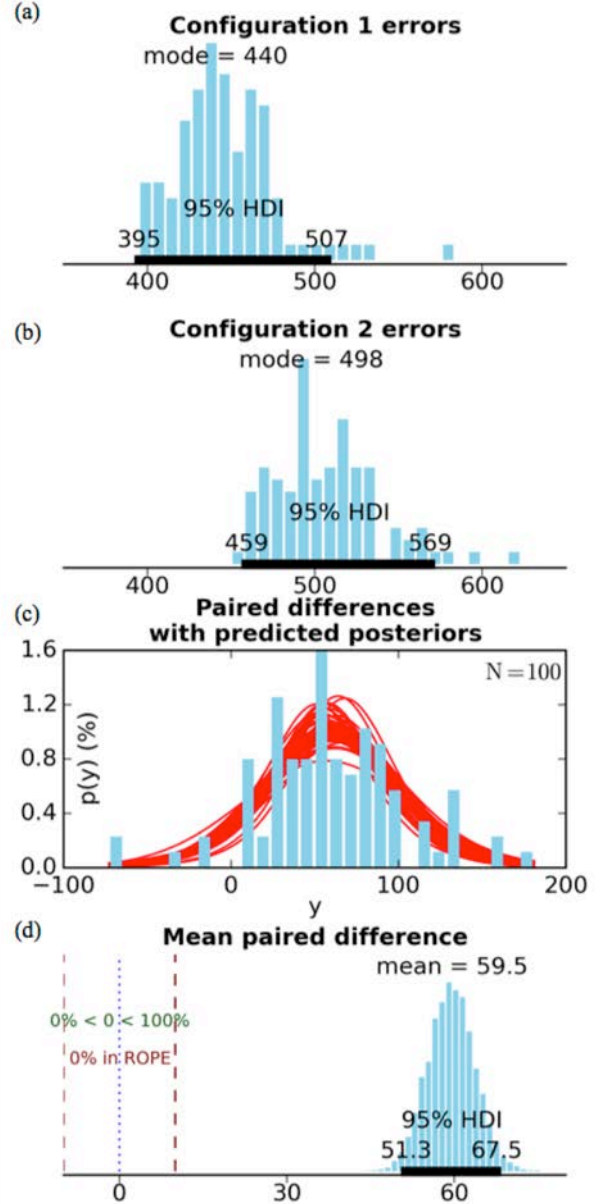 (a)
Configuration 1 errors
mode = 440
95% HDI
395 507
400 500 600
(b)
Configuration 2 errors
mode = 498
95% HDI
459 569
400 500 600
(c)
Paired differences
with predicted posteriors
1.6
N = 100
1.2
0.8
0.4
0.0
p(y) (%)
−100 0 100 200
y
(d)
Mean paired difference
mean = 59.5
0% < 0 < 100%
0% in ROPE
95% HDI
51.3 67.5
0 30 60